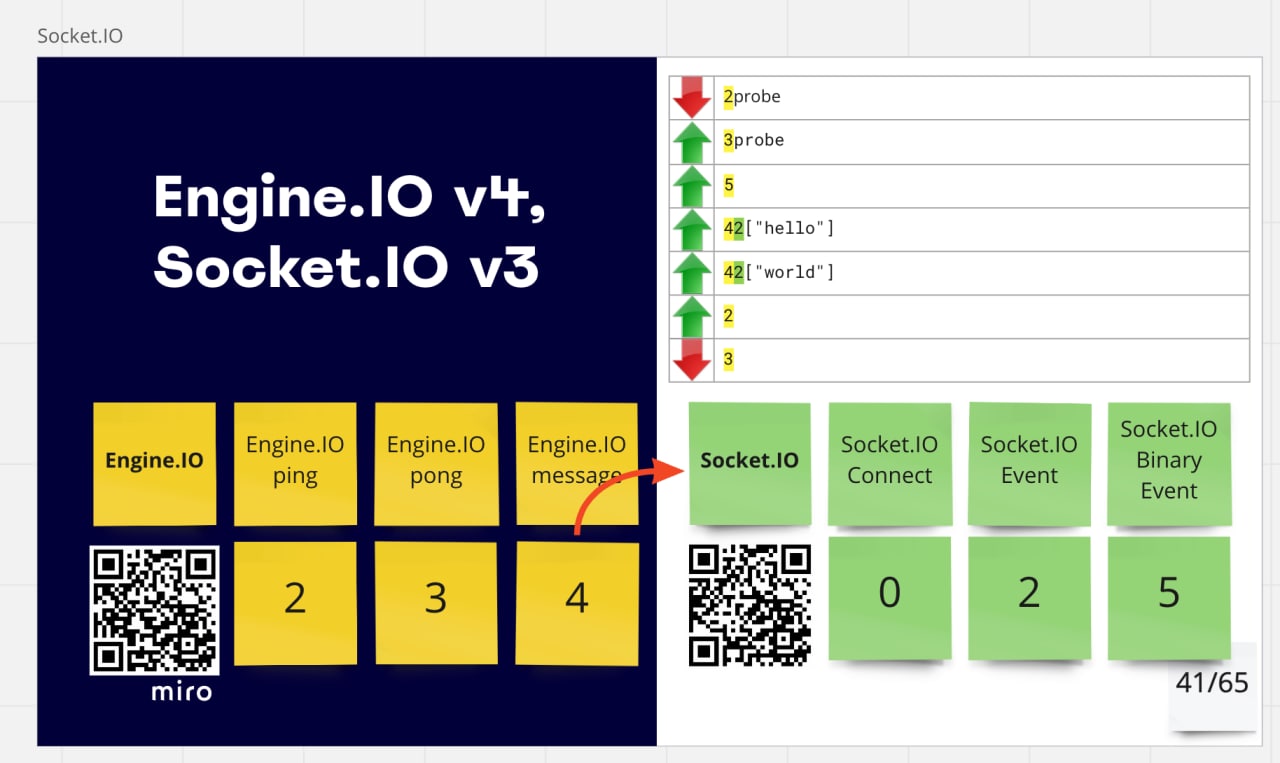 Socket.IO
Engine.IO v4,
Socket.IO v3
2probe
3probe
5
42["hello"]
42["world"]
2
3
Engine.IO
Engine.IO
ping
Engine.IO
pong
Engine.IO
message
2
3
4
miro
Socket.IO
Socket.IO
Connect
Socket.IO
Event
Socket.IO
Binary
Event
0
2
5
41/65